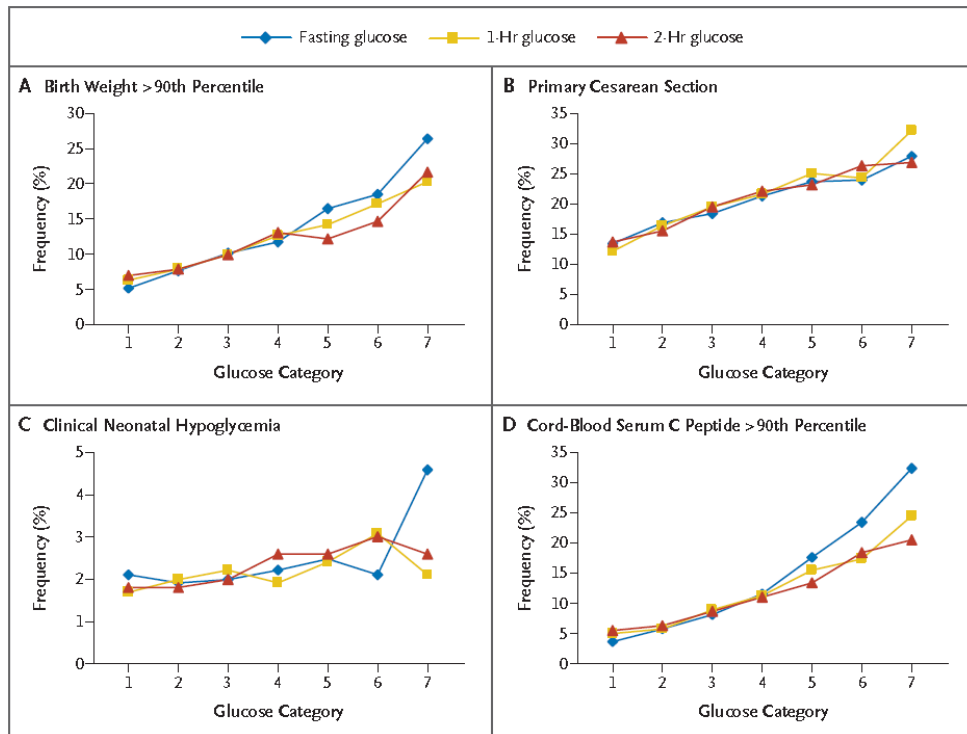 Fasting glucose 1-Hr glucose 2-Hr glucose
A Birth Weight >90th Percentile
30
25
20
15
10
5
0
Frequency (%)
1 2 3 4 5 6 7
Glucose Category
B Primary Cesarean Section
35
30
25
20
15
10
5
0
Frequency (%)
1 2 3 4 5 6 7
Glucose Category
C Clinical Neonatal Hypoglycemia
5
4
3
2
1
0
Frequency (%)
1 2 3 4 5 6 7
Glucose Category
D Cord-Blood Serum C Peptide >90th Percentile
35
30
25
20
15
10
5
0
Frequency (%)
1 2 3 4 5 6 7
Glucose Category